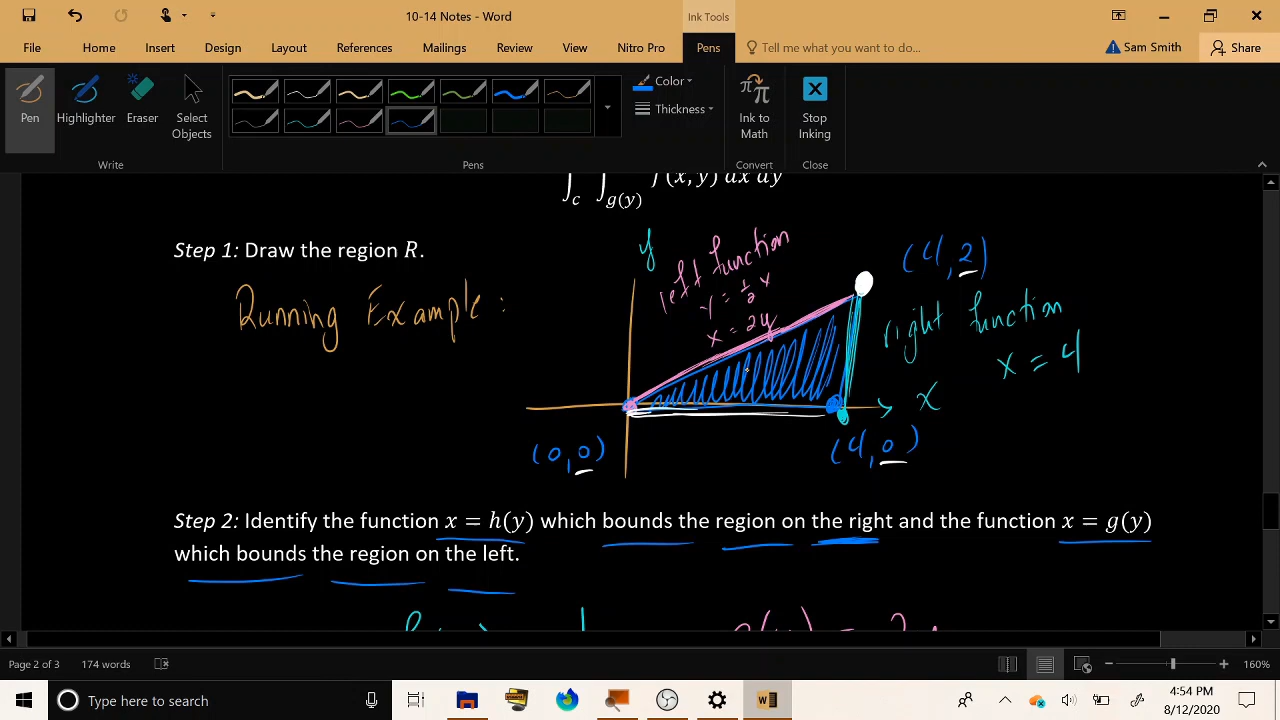 10-14 Notes - Word
Ink Tools
File Home Insert Design Layout References Mailings Review View Nitro Pro Pens Tell me what you want to do... Sam Smith Share
Pen Highlighter Eraser Select Objects
Color Thickness
Ink to Math
Stop Inking
Write Pens Convert Close
∫c ∫g(y) f(x, y) dx dy
Step 1: Draw the region R.
Running Example :
y
left function
y = 1/2 x
x = 2y
(4, 2)
right function
x = 4
x
(0, 0)
(4, 0)
Step 2: Identify the function x = h(y) which bounds the region on the right and the function x = g(y)
which bounds the region on the left.
Page 2 of 3 174 words 160%
Type here to search
4:54 PM
8/12/2020